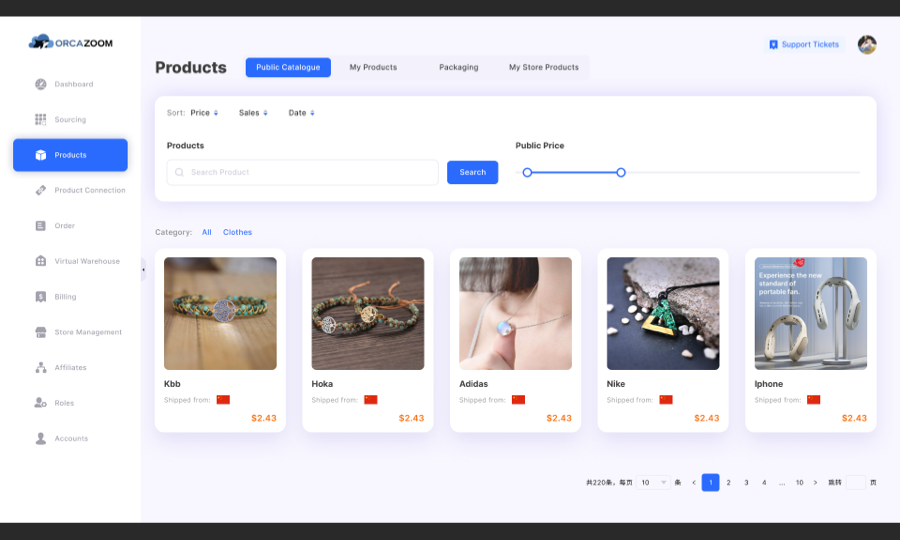 ORCAZOOM
Support Tickets
Dashboard
Sourcing
Products
Product Connection
Order
Virtual Warehouse
Billing
Store Management
Affiliates
Roles
Accounts
Products
Public Catalogue
My Products
Packaging
My Store Products
Sort: Price Sales Date
Products
Search Product
Search
Public Price
Category: All Clothes
Experience the new
standard of
portable fan.
Kbb
Shipped from:
$2.43
Hoka
Shipped from:
$2.43
Adidas
Shipped from:
$2.43
Nike
Shipped from:
$2.43
Iphone
Shipped from:
$2.43
共220条，每页 10 条 < 1 2 3 4 ... 10 > 跳转 页